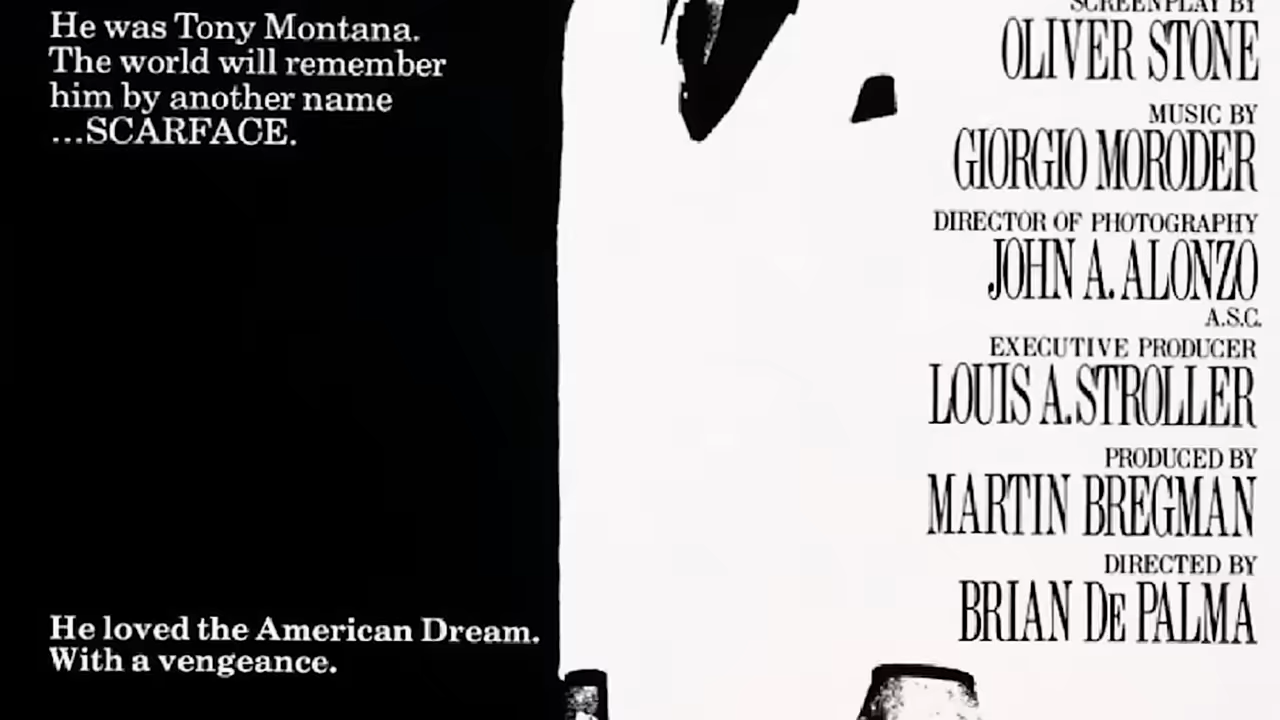 He was Tony Montana.
The world will remember
him by another name
...SCARFACE.
He loved the American Dream.
With a vengeance.
SCREENPLAY BY
OLIVER STONE
MUSIC BY
GIORGIO MORODER
DIRECTOR OF PHOTOGRAPHY
JOHN A. ALONZO
A.S.C.
EXECUTIVE PRODUCER
LOUIS A. STROLLER
PRODUCED BY
MARTIN BREGMAN
DIRECTED BY
BRIAN DE PALMA